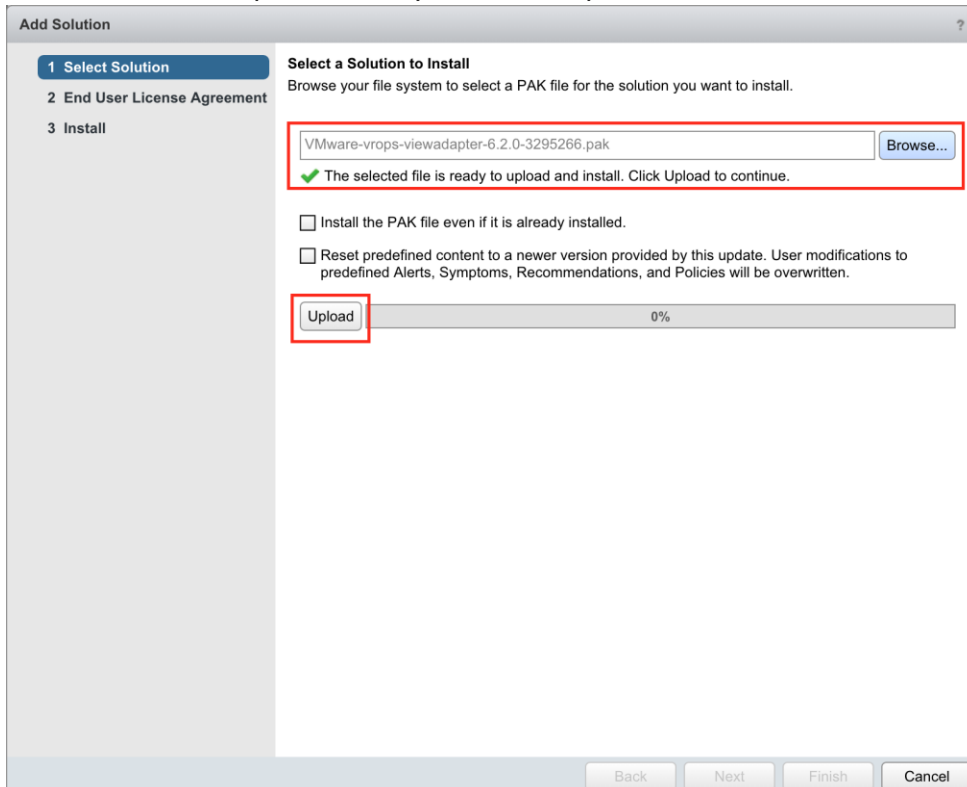 Add Solution
?
1 Select Solution
2 End User License Agreement
3 Install
Select a Solution to Install
Browse your file system to select a PAK file for the solution you want to install.
VMware-vrops-viewadapter-6.2.0-3295266.pak
Browse...
The selected file is ready to upload and install. Click Upload to continue.
Install the PAK file even if it is already installed.
Reset predefined content to a newer version provided by this update. User modifications to
predefined Alerts, Symptoms, Recommendations, and Policies will be overwritten.
Upload
0%
Back
Next
Finish
Cancel